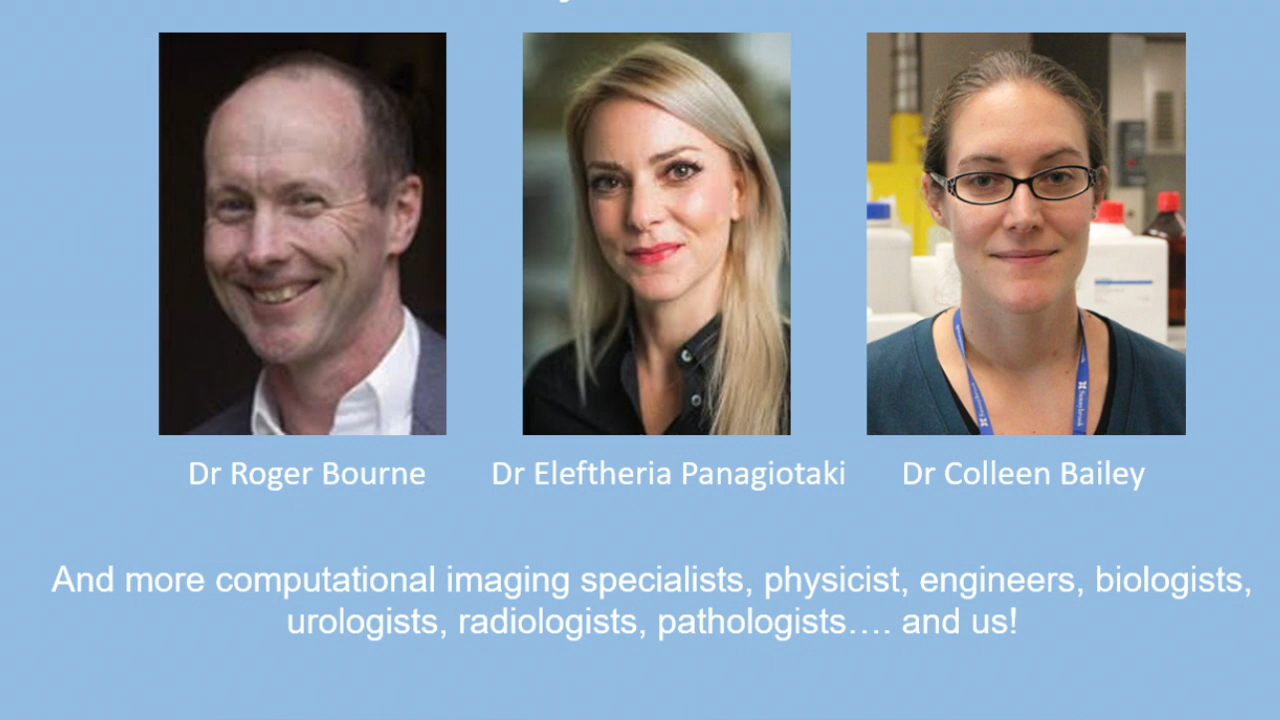 Dr Roger Bourne
Dr Eleftheria Panagiotaki
Dr Colleen Bailey
And more computational imaging specialists, physicist, engineers, biologists,
urologists, radiologists, pathologists…. and us!